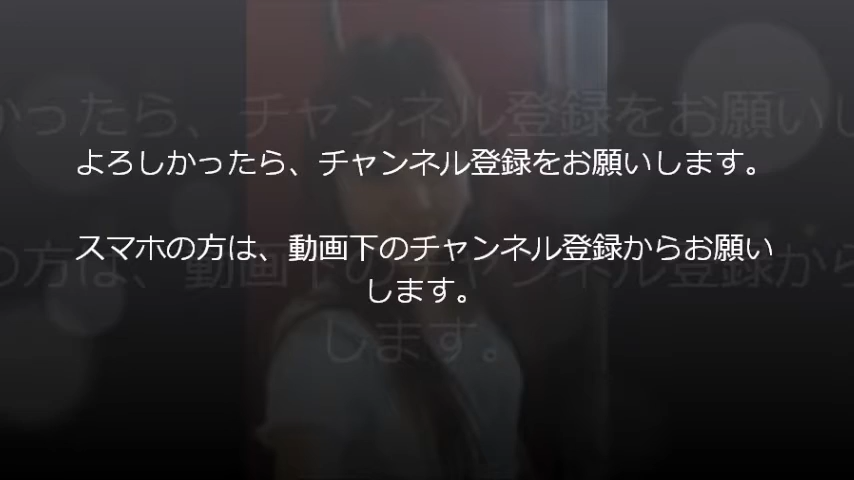 よろしかったら、チャンネル登録をお願いします。
スマホの方は、動画下のチャンネル登録からお願い
します。